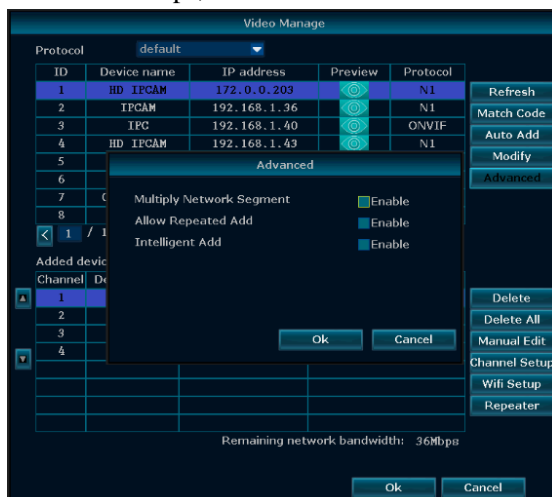 Video Manage
Protocol default
ID Device name IP address Preview Protocol
1 HD IPCAM 172.0.0.203 N1
2 IPCAM 192.168.1.36 N1
3 IPC 192.168.1.40 ONVIF
4 HD IPCAM 192.168.1.43 N1
5
6
7
8
Refresh
Match Code
Auto Add
Modify
Advanced
Advanced
Multiply Network Segment Enable
Allow Repeated Add Enable
Intelligent Add Enable
Ok Cancel
< 1 / 1
Added devic
Channel De
1
2
3
4
Delete
Delete All
Manual Edit
Channel Setup
Wifi Setup
Repeater
Remaining network bandwidth: 36Mbps
Ok Cancel